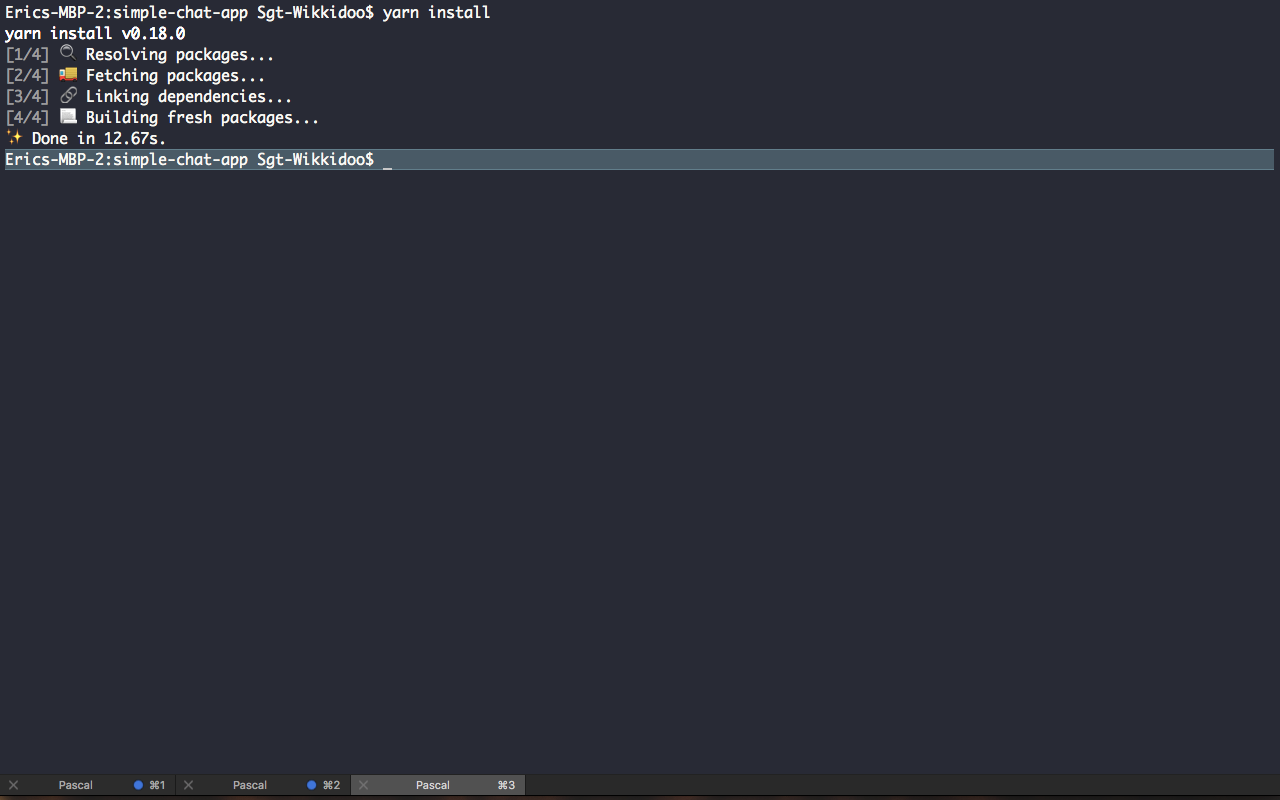 Erics-MBP-2:simple-chat-app Sgt-Wikkidoo$ yarn install
yarn install v0.18.0
[1/4] 🔍 Resolving packages...
[2/4] 🚚 Fetching packages...
[3/4] 🔗 Linking dependencies...
[4/4] 📃 Building fresh packages...
✨ Done in 12.67s.
Erics-MBP-2:simple-chat-app Sgt-Wikkidoo$ _
Pascal ⌘1 Pascal ⌘2 Pascal ⌘3